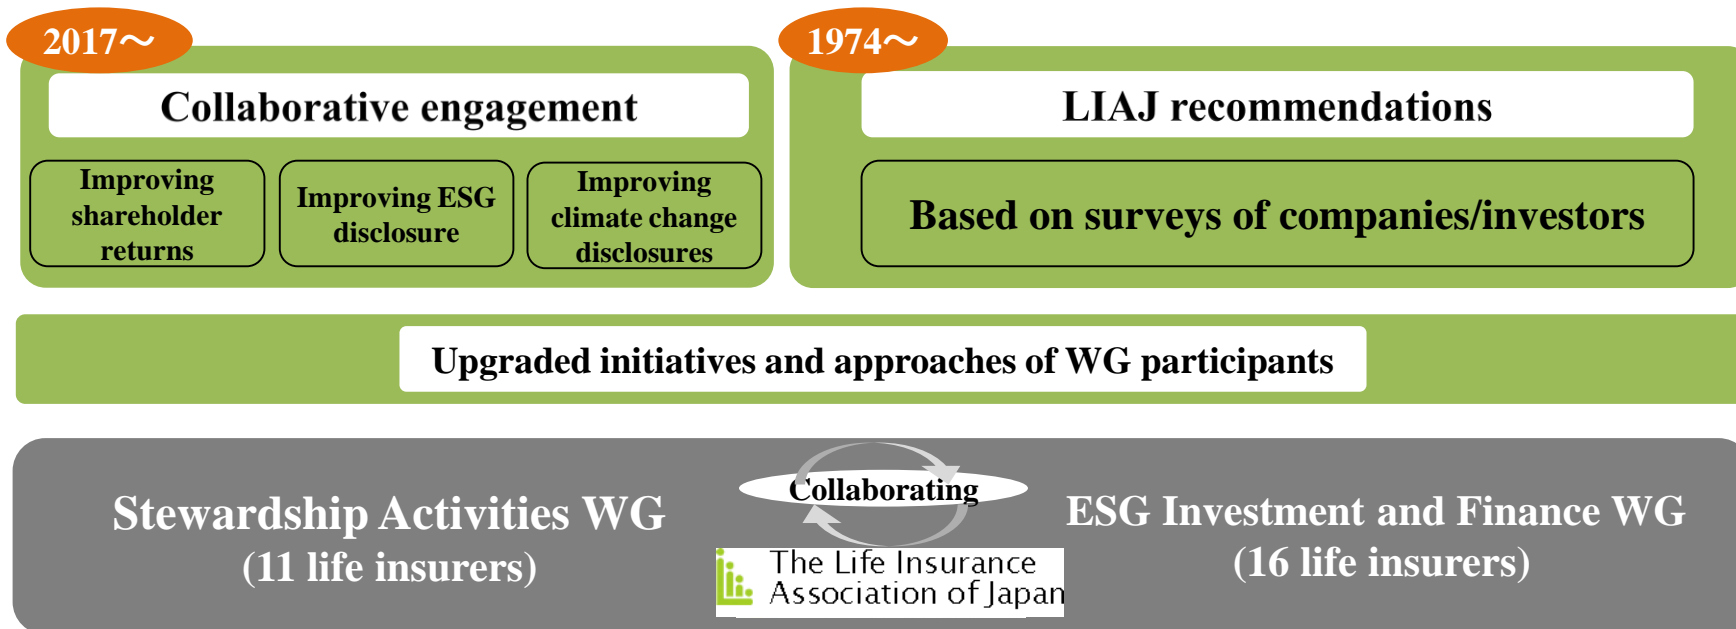 2017～
Collaborative engagement
Improving
shareholder
returns
Improving ESG
disclosure
Improving
climate change
disclosures
1974～
LIAJ recommendations
Based on surveys of companies/investors
Upgraded initiatives and approaches of WG participants
Stewardship Activities WG
(11 life insurers)
Collaborating
The Life Insurance
Association of Japan
ESG Investment and Finance WG
(16 life insurers)